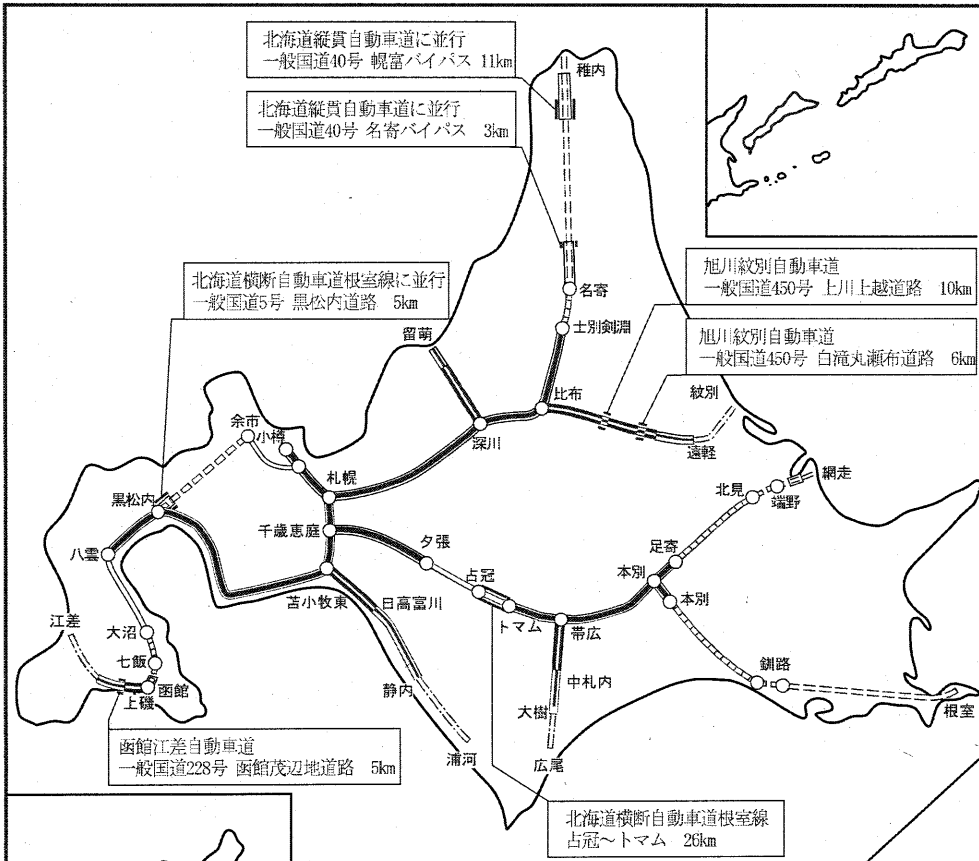 北海道縦貫自動車道に並行
一般国道40号 幌富バイパス 11km
稚内
北海道縦貫自動車道に並行
一般国道40号 名寄バイパス 3km
旭川紋別自動車道
一般国道450号 上川上越道路 10km
北海道横断自動車道根室線に並行
一般国道5号 黒松内道路 5km
名寄
士別剣淵
留萌
旭川紋別自動車道
一般国道450号 白滝丸瀬布道路 6km
比布
紋別
余市
小樽
深川
遠軽
網走
札幌
北見
端野
黒松内
千歳恵庭
夕張
足寄
八雲
占冠
本別
本別
苫小牧東
日高富川
トマム
帯広
江差
大沼
七飯
函館
上磯
静内
中札内
釧路
大樹
根室
浦河
広尾
函館江差自動車道
一般国道228号 函館茂辺地道路 5km
北海道横断自動車道根室線
占冠～トマム 26km